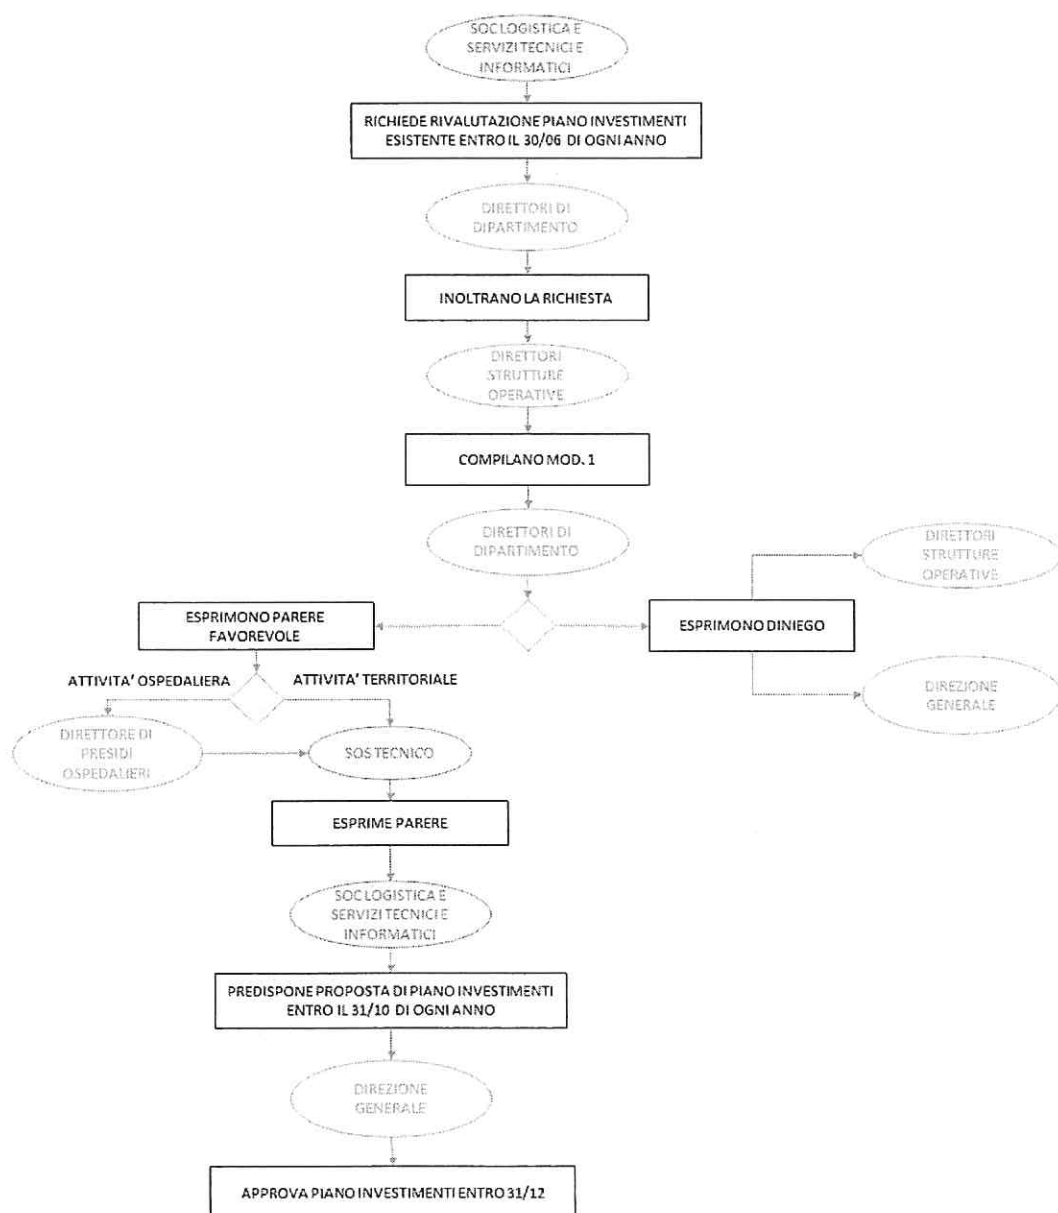 SOC LOGISTICA E
SERVIZI TECNICI E
INFORMATICI
RICHIEDE RIVALUTAZIONE PIANO INVESTIMENTI
ESISTENTE ENTRO IL 30/06 DI OGNI ANNO
DIRETTORI DI
DIPARTIMENTO
INOLTRANO LA RICHIESTA
DIRETTORI
STRUTTURE
OPERATIVE
COMPILANO MOD. 1
DIRETTORI DI
DIPARTIMENTO
DIRETTORI
STRUTTURE
OPERATIVE
ESPRIMONO PARERE
FAVOREVOLE
ESPRIMONO DINIEGO
ATTIVITA' OSPEDALIERA
ATTIVITA' TERRITORIALE
DIREZIONE
GENERALE
DIRETTORE DI
PRESIDI
OSPEDALIERI
SOS TECNICO
ESPRIME PARERE
SOC LOGISTICA E
SERVIZI TECNICI E
INFORMATICI
PREDISPONE PROPOSTA DI PIANO INVESTIMENTI
ENTRO IL 31/10 DI OGNI ANNO
DIREZIONE
GENERALE
APPROVA PIANO INVESTIMENTI ENTRO 31/12